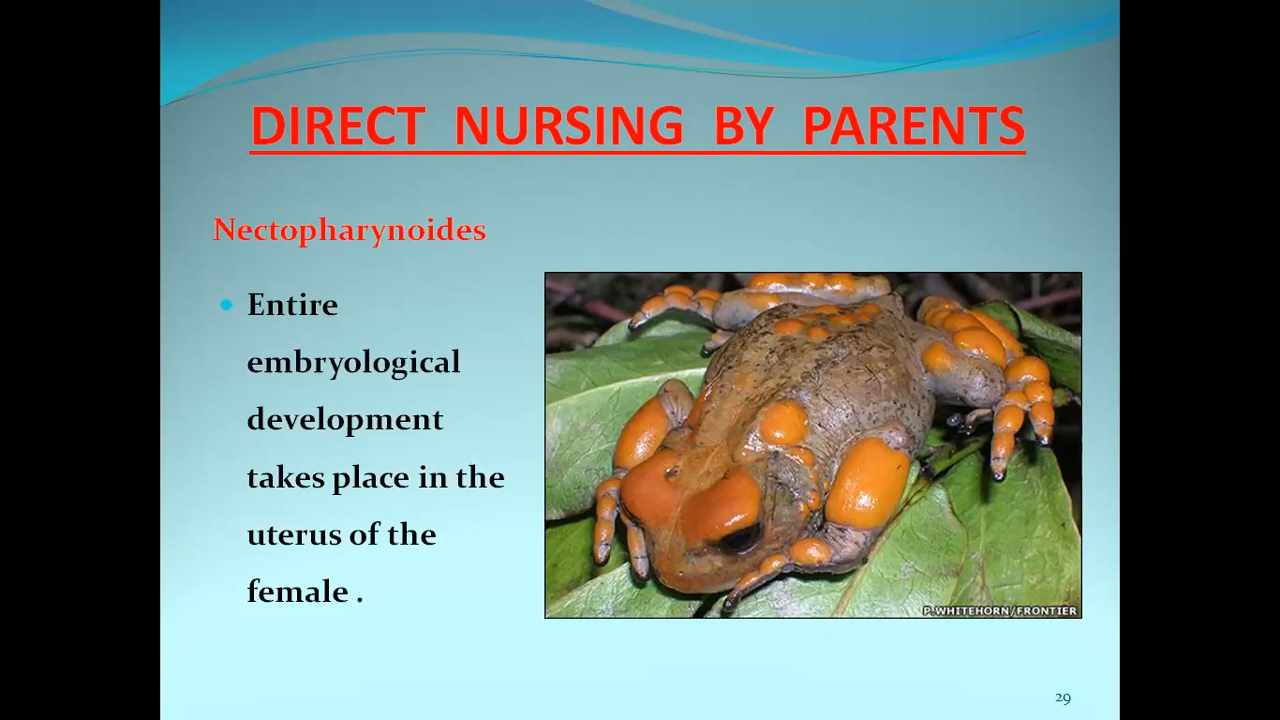 DIRECT NURSING BY PARENTS
Nectopharynoides
Entire
embryological
development
takes place in the
uterus of the
female .
P.WHITEHORN/FRONTIER
29